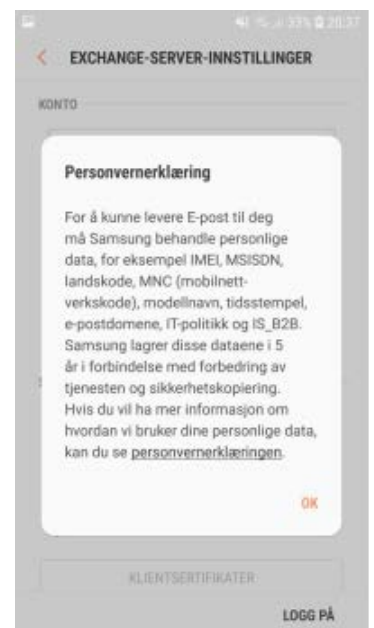 33% 20:37
EXCHANGE-SERVER-INNSTILLINGER
KONTO
Personvernerklæring
For å kunne levere E-post til deg
må Samsung behandle personlige
data, for eksempel IMEI, MSISDN,
landskode, MNC (mobilnett-
verkskode), modellnavn, tidsstempel,
e-postdomene, IT-politikk og IS_B2B.
Samsung lagrer disse dataene i 5
år i forbindelse med forbedring av
tjenesten og sikkerhetskopiering.
Hvis du vil ha mer informasjon om
hvordan vi bruker dine personlige data,
kan du se personvernerklæringen.
OK
KLIENTSERTIFIKATER
LOGG PÅ